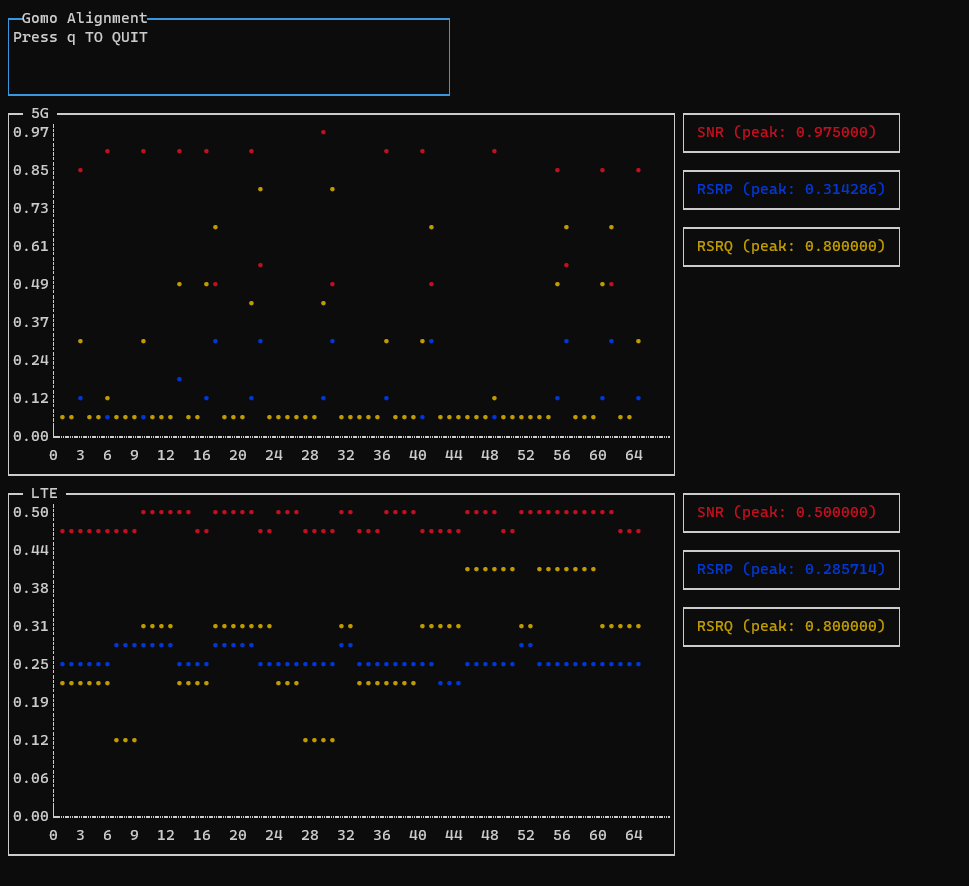 Gomo Alignment
Press q TO QUIT
5G
0.97
0.85
0.73
0.61
0.49
0.37
0.24
0.12
0.00
0 3 6 9 12 16 20 24 28 32 36 40 44 48 52 56 60 64
SNR (peak: 0.975000)
RSRP (peak: 0.314286)
RSRQ (peak: 0.800000)
LTE
0.50
0.44
0.38
0.31
0.25
0.19
0.12
0.06
0.00
0 3 6 9 12 16 20 24 28 32 36 40 44 48 52 56 60 64
SNR (peak: 0.500000)
RSRP (peak: 0.285714)
RSRQ (peak: 0.800000)